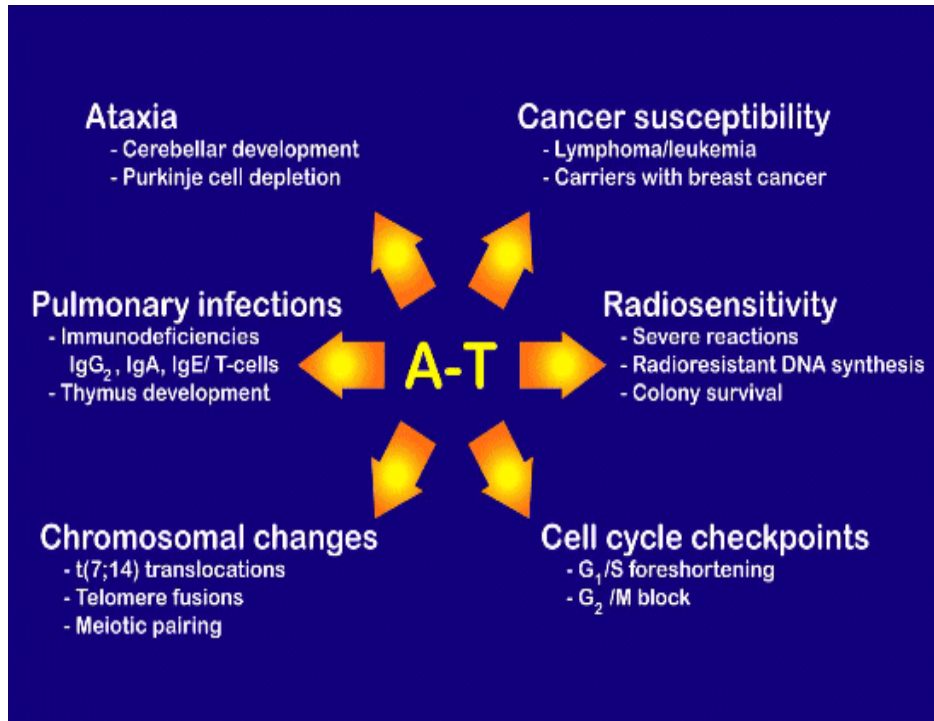 Ataxia
- Cerebellar development
- Purkinje cell depletion
Cancer susceptibility
- Lymphoma/leukemia
- Carriers with breast cancer
Pulmonary infections
- Immunodeficiencies
IgG₂, IgA, IgE/ T-cells
- Thymus development
A-T
Radiosensitivity
- Severe reactions
- Radioresistant DNA synthesis
- Colony survival
Chromosomal changes
- t(7;14) translocations
- Telomere fusions
- Meiotic pairing
Cell cycle checkpoints
- G₁/S foreshortening
- G₂ /M block